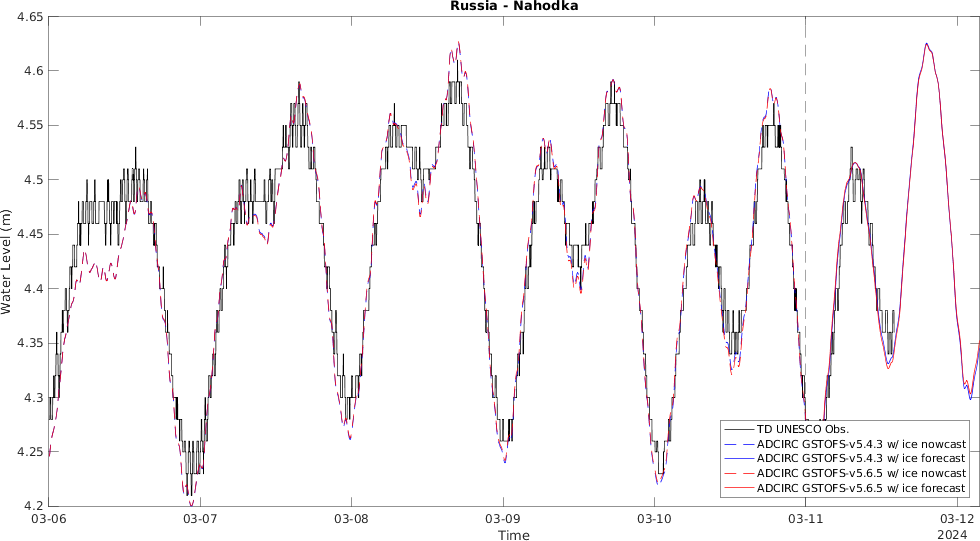 Russia - Nahodka
4.65
4.6
4.55
4.5
4.45
4.4
4.35
4.3
4.25
4.2
Water Level (m)
03-06
03-07
03-08
03-09
03-10
03-11
03-12
2024
Time
TD UNESCO Obs.
ADCIRC GSTOFS-v5.4.3 w/ ice nowcast
ADCIRC GSTOFS-v5.4.3 w/ ice forecast
ADCIRC GSTOFS-v5.6.5 w/ ice nowcast
ADCIRC GSTOFS-v5.6.5 w/ ice forecast